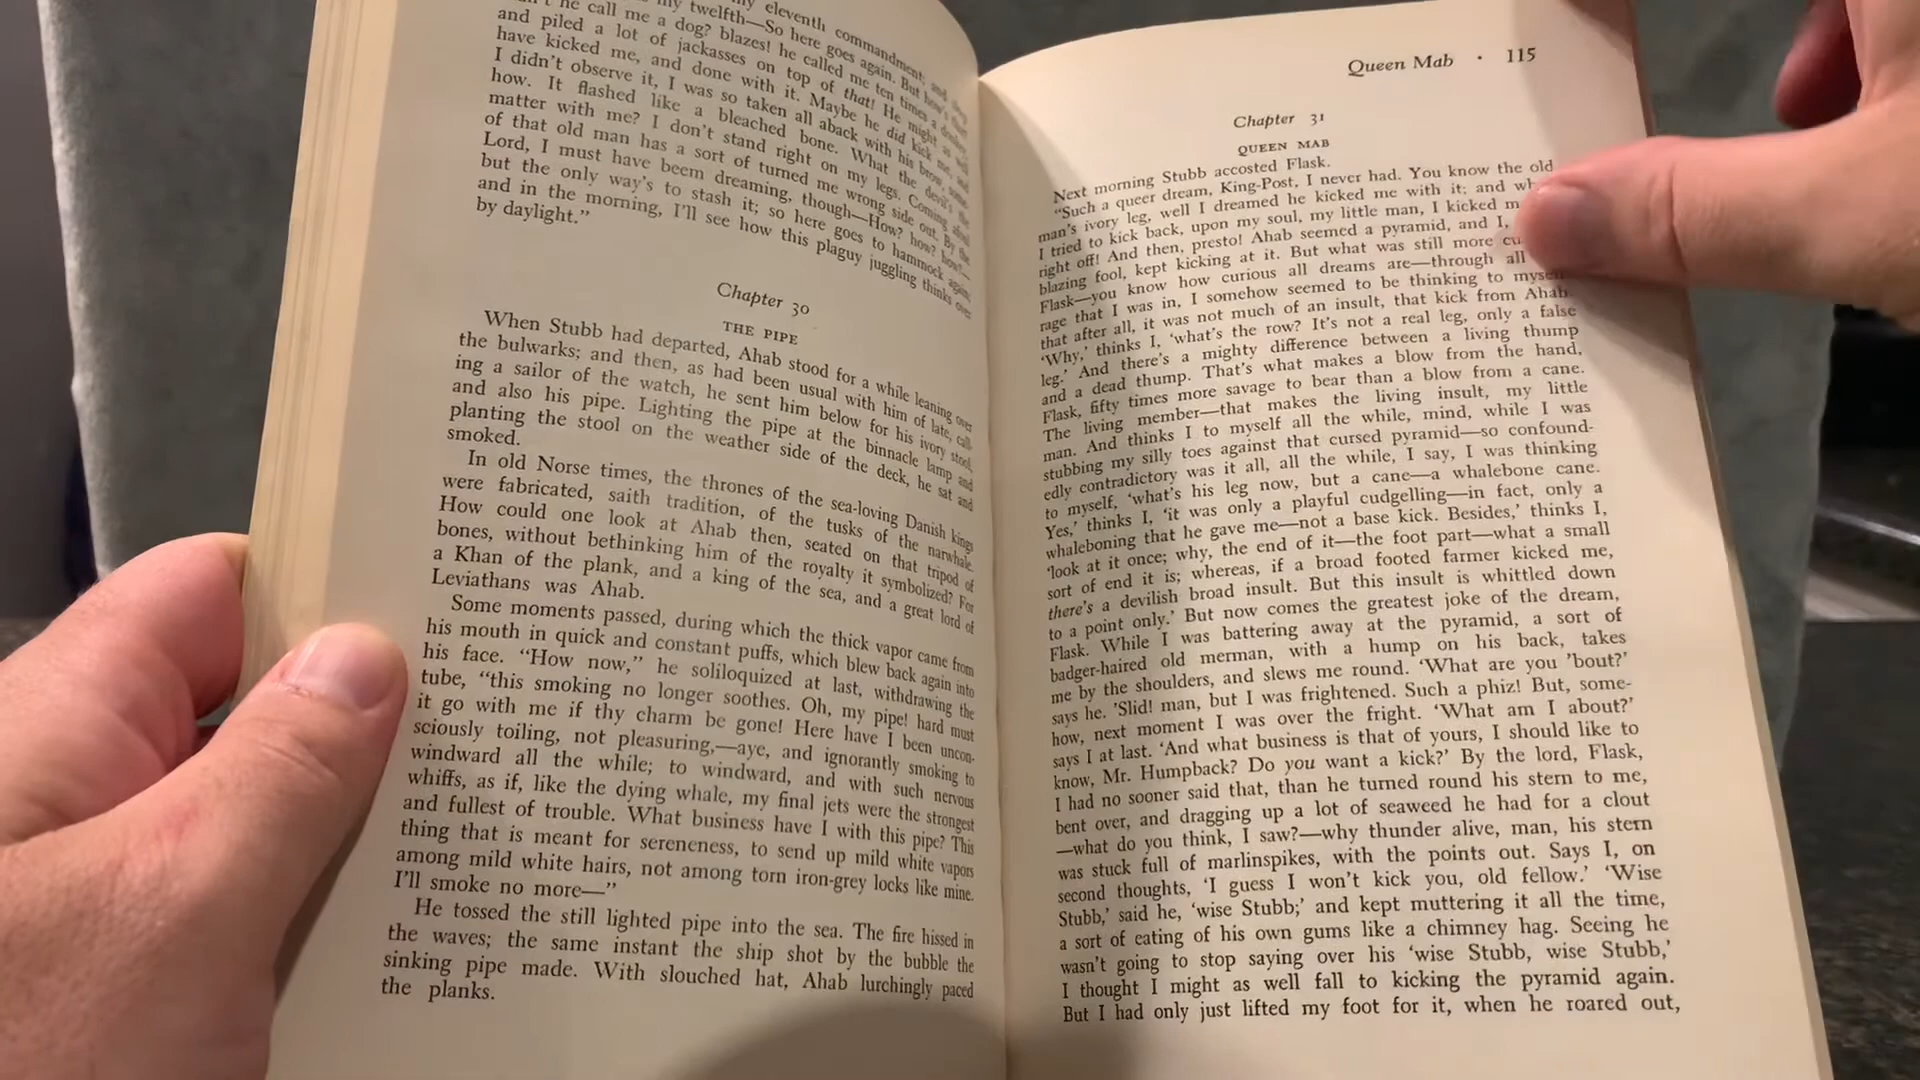 my eleventh commandment; and
my twelfth—So here goes again. But how's
he call me a dog? blazes! he called me ten times a
and piled a lot of jackasses on top of that! He might as well
have kicked me, and done with it. Maybe he did kick me, and
I didn't observe it, I was so taken all aback with his brow, some-
how. It flashed like a bleached bone. What the devil's the
matter with me? I don't stand right on my legs. Coming afoul
of that old man has a sort of turned me wrong side out. By the
Lord, I must have been dreaming, though—How? how? how?—
but the only way's to stash it; so here goes to hammock again;
and in the morning, I'll see how this plaguy juggling thinks over
by daylight.”
Chapter 30
THE PIPE
When Stubb had departed, Ahab stood for a while leaning over
the bulwarks; and then, as had been usual with him of late, call-
ing a sailor of the watch, he sent him below for his ivory stool,
and also his pipe. Lighting the pipe at the binnacle lamp and
planting the stool on the weather side of the deck, he sat and
smoked.
In old Norse times, the thrones of the sea-loving Danish kings
were fabricated, saith tradition, of the tusks of the narwhale.
How could one look at Ahab then, seated on that tripod of
bones, without bethinking him of the royalty it symbolized? For
a Khan of the plank, and a king of the sea, and a great lord of
Leviathans was Ahab.
Some moments passed, during which the thick vapor came from
his mouth in quick and constant puffs, which blew back again into
his face. “How now,” he soliloquized at last, withdrawing the
tube, “this smoking no longer soothes. Oh, my pipe! hard must
it go with me if thy charm be gone! Here have I been uncon-
sciously toiling, not pleasuring,—aye, and ignorantly smoking to
windward all the while; to windward, and with such nervous
whiffs, as if, like the dying whale, my final jets were the strongest
and fullest of trouble. What business have I with this pipe? This
thing that is meant for sereneness, to send up mild white vapors
among mild white hairs, not among torn iron-grey locks like mine.
I'll smoke no more—”
He tossed the still lighted pipe into the sea. The fire hissed in
the waves; the same instant the ship shot by the bubble the
sinking pipe made. With slouched hat, Ahab lurchingly paced
the planks.
Queen Mab · 115
Chapter 31
QUEEN MAB
Next morning Stubb accosted Flask.
“Such a queer dream, King-Post, I never had. You know the old
man's ivory leg, well I dreamed he kicked me with it; and
I tried to kick back, upon my soul, my little man, I kicked
right off! And then, presto! Ahab seemed a pyramid, and I,
blazing fool, kept kicking at it. But what was still more
Flask—you know how curious all dreams are—through all
rage that I was in, I somehow seemed to be thinking to myself
that after all, it was not much of an insult, that kick from Ahab.
‘Why,’ thinks I, ‘what's the row? It's not a real leg, only a false
leg.’ And there's a mighty difference between a living thump
and a dead thump. That's what makes a blow from the hand,
Flask, fifty times more savage to bear than a blow from a cane.
The living member—that makes the living insult, my little
man. And thinks I to myself all the while, mind, while I was
stubbing my silly toes against that cursed pyramid—so confound-
edly contradictory was it all, all the while, I say, I was thinking
to myself, ‘what's his leg now, but a cane—a whalebone cane.
Yes,’ thinks I, ‘it was only a playful cudgelling—in fact, only a
whaleboning that he gave me—not a base kick. Besides,’ thinks I,
‘look at it once; why, the end of it—the foot part—what a small
sort of end it is; whereas, if a broad footed farmer kicked me,
there's a devilish broad insult. But this insult is whittled down
to a point only.’ But now comes the greatest joke of the dream,
Flask. While I was battering away at the pyramid, a sort of
badger-haired old merman, with a hump on his back, takes
me by the shoulders, and slews me round. ‘What are you 'bout?’
says he. 'Slid! man, but I was frightened. Such a phiz! But, some-
how, next moment I was over the fright. ‘What am I about?’
says I at last. ‘And what business is that of yours, I should like to
know, Mr. Humpback? Do you want a kick?’ By the lord, Flask,
I had no sooner said that, than he turned round his stern to me,
bent over, and dragging up a lot of seaweed he had for a clout
—what do you think, I saw?—why thunder alive, man, his stern
was stuck full of marlinspikes, with the points out. Says I, on
second thoughts, ‘I guess I won't kick you, old fellow.’ ‘Wise
Stubb,’ said he, ‘wise Stubb;’ and kept muttering it all the time,
a sort of eating of his own gums like a chimney hag. Seeing he
wasn't going to stop saying over his ‘wise Stubb, wise Stubb,’
I thought I might as well fall to kicking the pyramid again.
But I had only just lifted my foot for it, when he roared out,